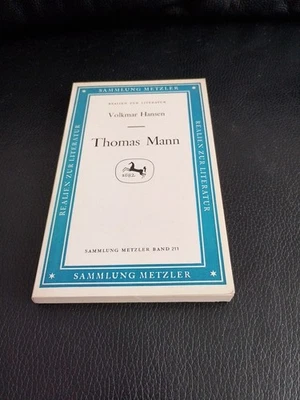 SAMMLUNG METZLER
REALIEN ZUR LITERATUR
Volkmar Hansen
Thomas Mann
SAMMLUNG METZLER BAND 211
SAMMLUNG METZLER
REALIEN ZUR LITERATUR
REALIEN ZUR LITERATUR